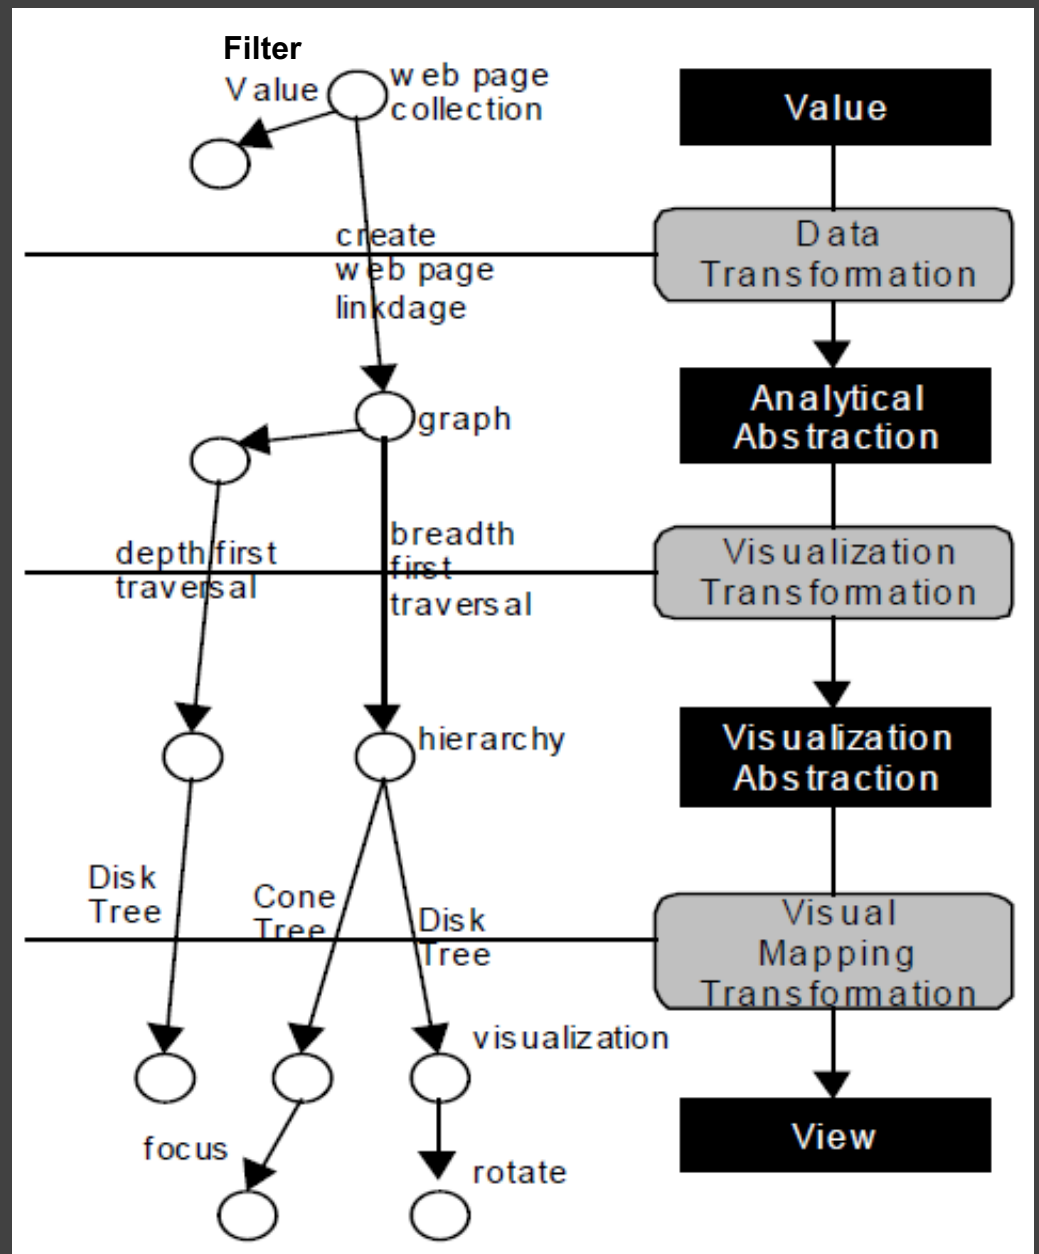 Filter
Value
web page
collection
Value
create
web page
linkdage
Data
Transformation
graph
Analytical
Abstraction
depth first
traversal
breadth
first
traversal
Visualization
Transformation
hierarchy
Visualization
Abstraction
Disk
Tree
Cone
Tree
Disk
Tree
Visual
Mapping
Transformation
visualization
focus
rotate
View